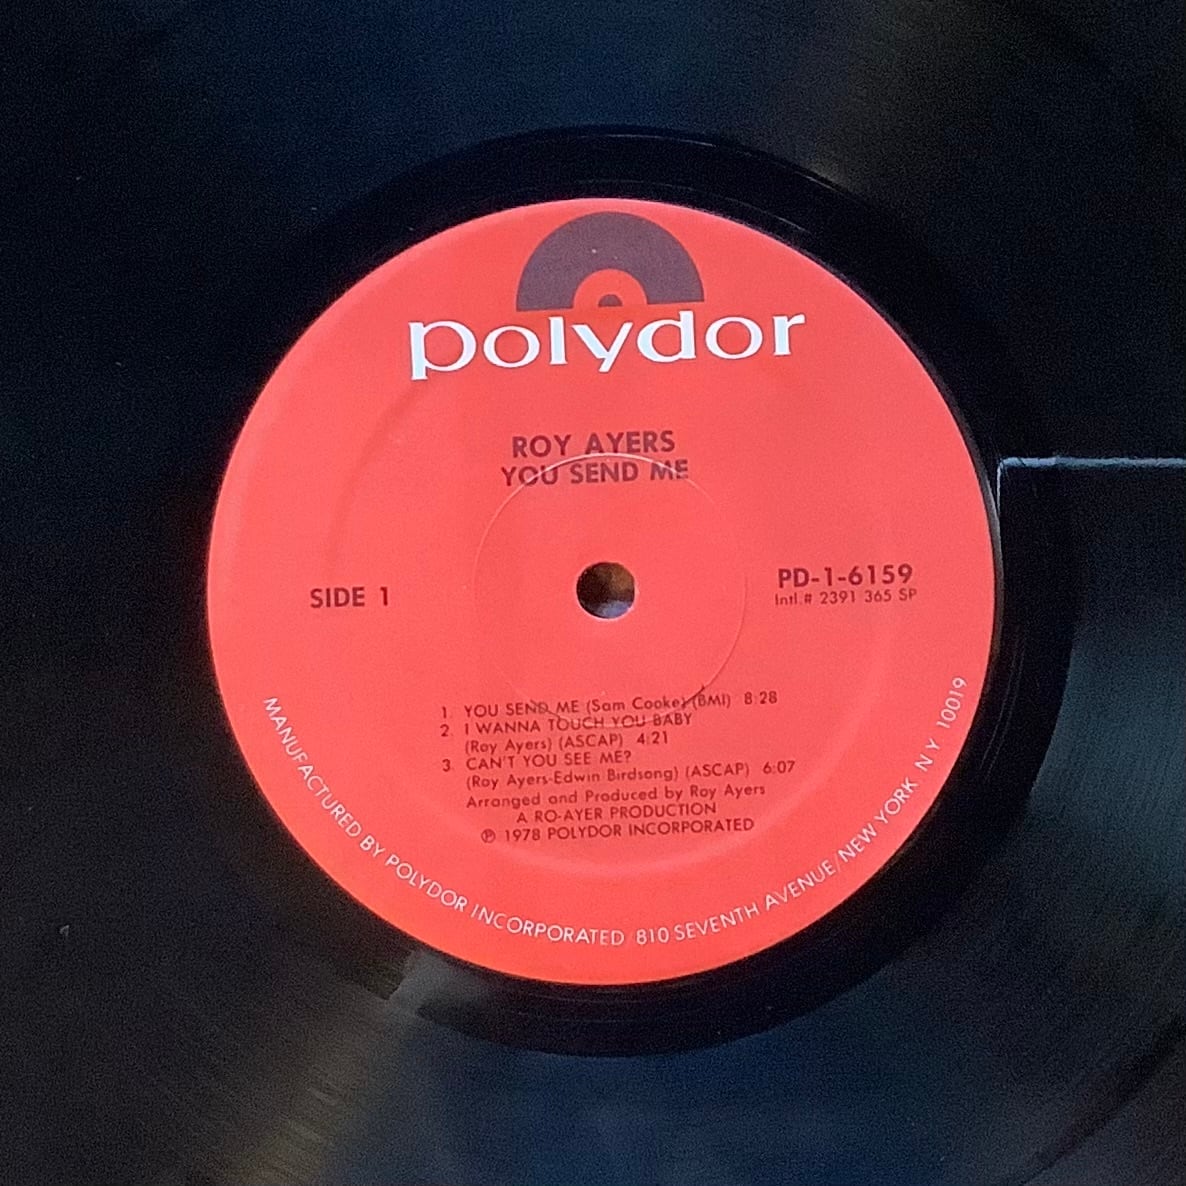 polydor
ROY AYERS
YOU SEND ME
SIDE 1
PD-1-6159
Intl.# 2391 365 SP
1. YOU SEND ME (Sam Cooke) (BMI) 8:28
2. I WANNA TOUCH YOU BABY
(Roy Ayers) (ASCAP) 4:21
3. CAN'T YOU SEE ME?
(Roy Ayers-Edwin Birdsong) (ASCAP) 6:07
Arranged and Produced by Roy Ayers
A RO-AYER PRODUCTION
℗ 1978 POLYDOR INCORPORATED
MANUFACTURED BY POLYDOR INCORPORATED/810 SEVENTH AVENUE/NEW YORK N Y 10019